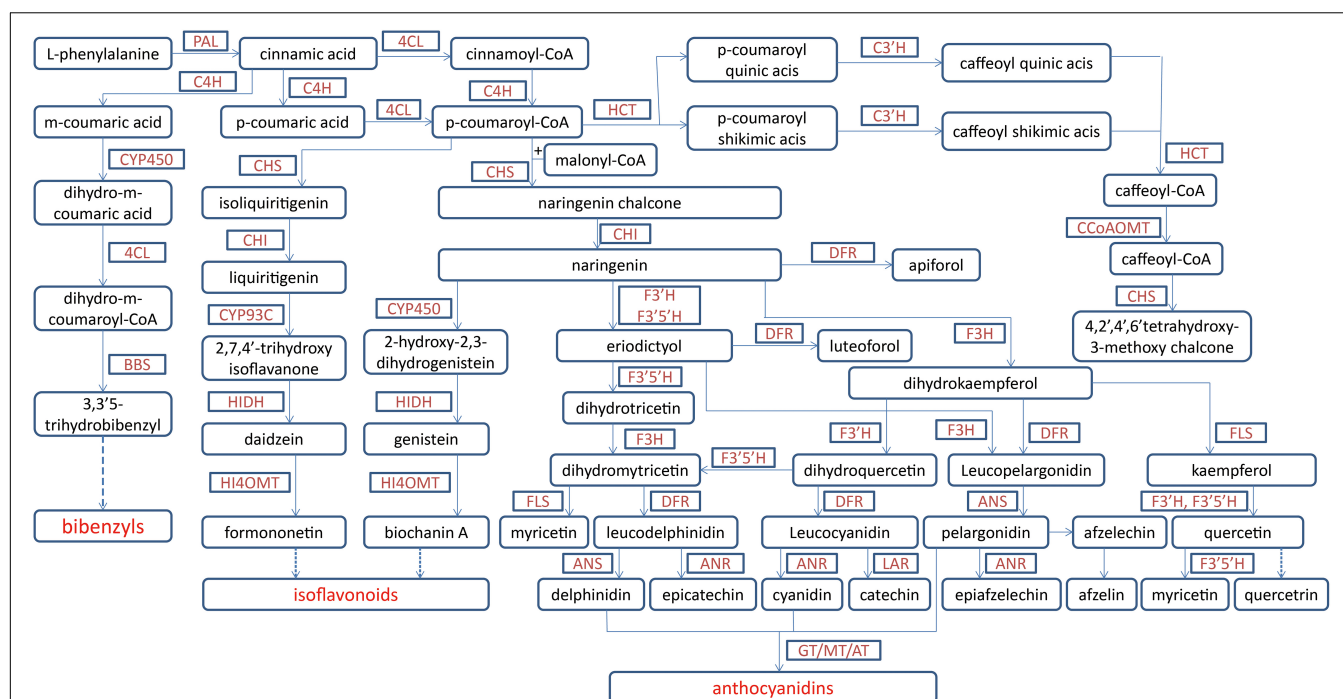 L-phenylalanine
PAL
cinnamic acid
4CL
cinnamoyl-CoA
p-coumaroyl
quinic acis
C3'H
caffeoyl quinic acis
C4H
C4H
C4H
HCT
m-coumaric acid
p-coumaric acid
4CL
p-coumaroyl-CoA
p-coumaroyl
shikimic acis
C3'H
caffeoyl shikimic acis
CYP450
CHS
+
malonyl-CoA
CHS
HCT
dihydro-m-
coumaric acid
isoliquiritigenin
naringenin chalcone
caffeoyl-CoA
4CL
CHI
CHI
CCoAOMT
liquiritigenin
naringenin
DFR
apiforol
caffeoyl-CoA
dihydro-m-
coumaroyl-CoA
CYP93C
CYP450
F3'H
F3'5'H
F3H
CHS
2,7,4'-trihydroxy
isoflavanone
2-hydroxy-2,3-
dihydrogenistein
eriodictyol
DFR
luteoforol
4,2',4',6'tetrahydroxy-
3-methoxy chalcone
BBS
F3'5'H
dihydrokaempferol
3,3'5-
trihydrobibenzyl
HIDH
HIDH
dihydrotricetin
daidzein
genistein
F3H
F3'H
F3H
DFR
FLS
dihydromytricetin
F3'5'H
dihydroquercetin
Leucopelargonidin
kaempferol
HI4OMT
HI4OMT
FLS
DFR
DFR
ANS
F3'H, F3'5'H
bibenzyls
formononetin
biochanin A
myricetin
leucodelphinidin
Leucocyanidin
pelargonidin
afzelechin
quercetin
ANS
ANR
ANR
LAR
ANR
F3'5'H
isoflavonoids
delphinidin
epicatechin
cyanidin
catechin
epiafzelechin
afzelin
myricetin
quercetrin
GT/MT/AT
anthocyanidins